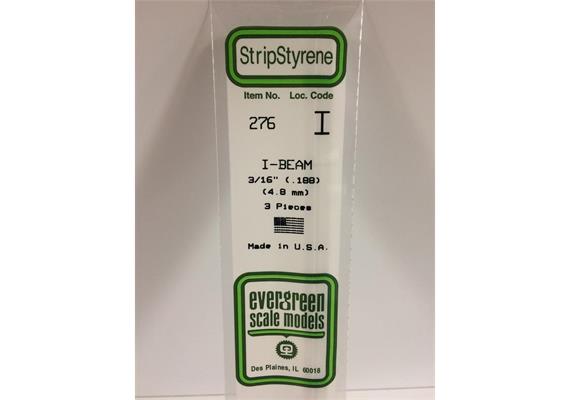 StripStyrene
Item No. Loc. Code
276 I
I-BEAM
3/16" (.188)
(4.8 mm)
3 Pieces
Made in U.S.A.
evergreen
scale models
Des Plaines, IL 60018